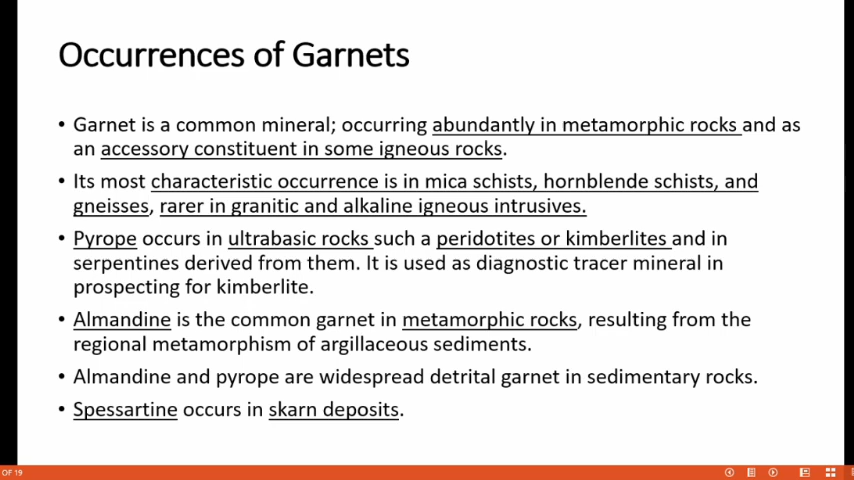 Occurrences of Garnets
• Garnet is a common mineral; occurring abundantly in metamorphic rocks and as
an accessory constituent in some igneous rocks.
• Its most characteristic occurrence is in mica schists, hornblende schists, and
gneisses, rarer in granitic and alkaline igneous intrusives.
• Pyrope occurs in ultrabasic rocks such a peridotites or kimberlites and in
serpentines derived from them. It is used as diagnostic tracer mineral in
prospecting for kimberlite.
• Almandine is the common garnet in metamorphic rocks, resulting from the
regional metamorphism of argillaceous sediments.
• Almandine and pyrope are widespread detrital garnet in sedimentary rocks.
• Spessartine occurs in skarn deposits.
OF 19